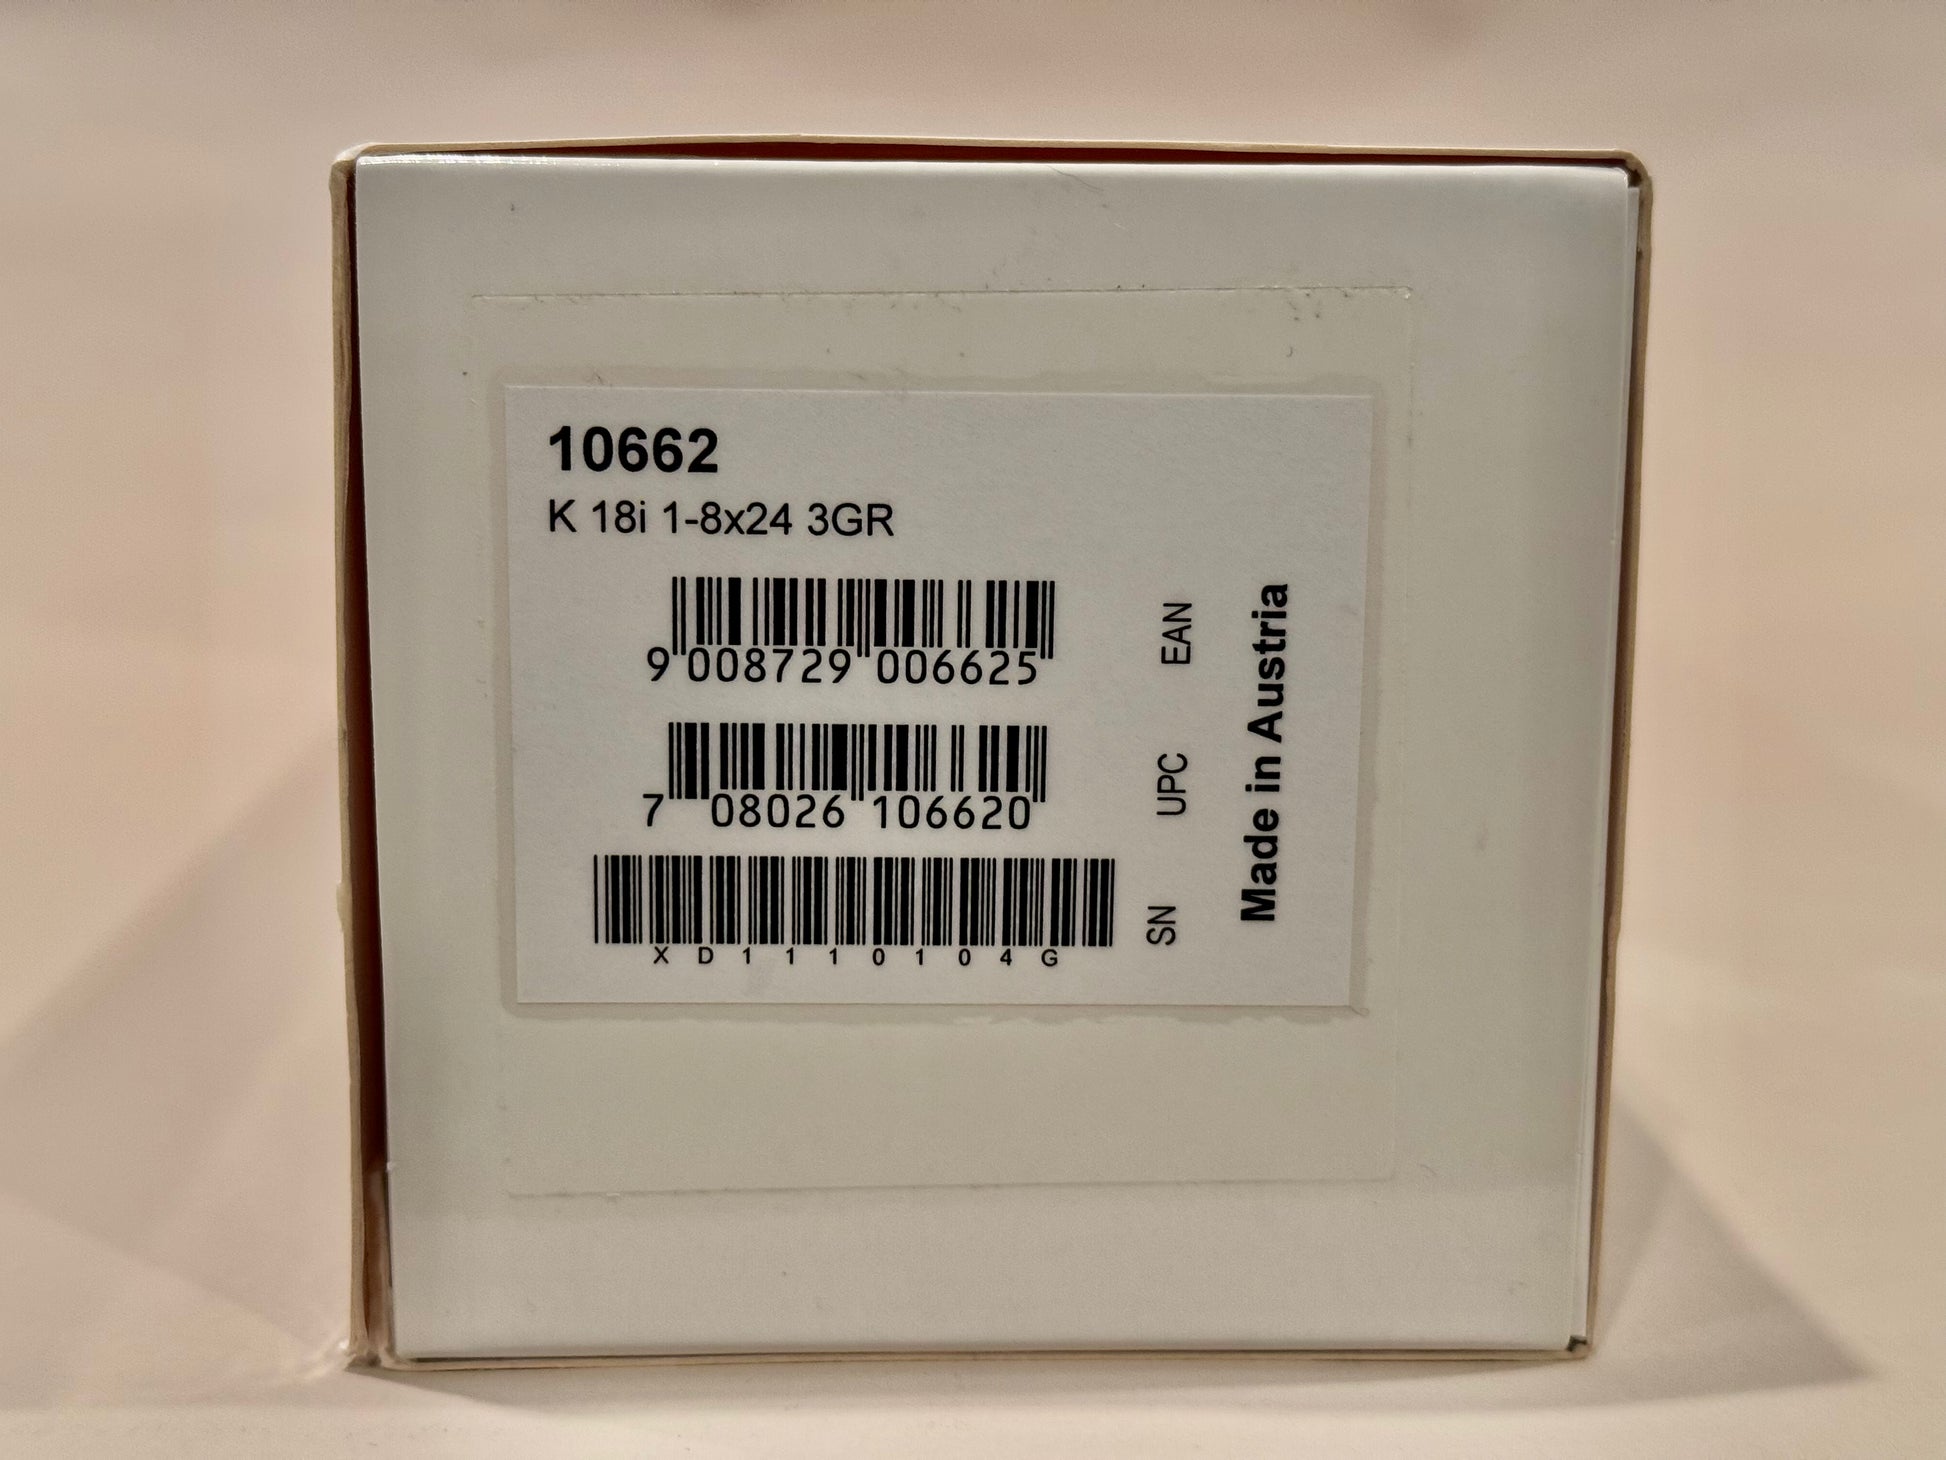 10662
K 18i 1-8x24 3GR
9 008729 006625
EAN
7 08026 106620
UPC
XD1110104G
SN
Made in Austria